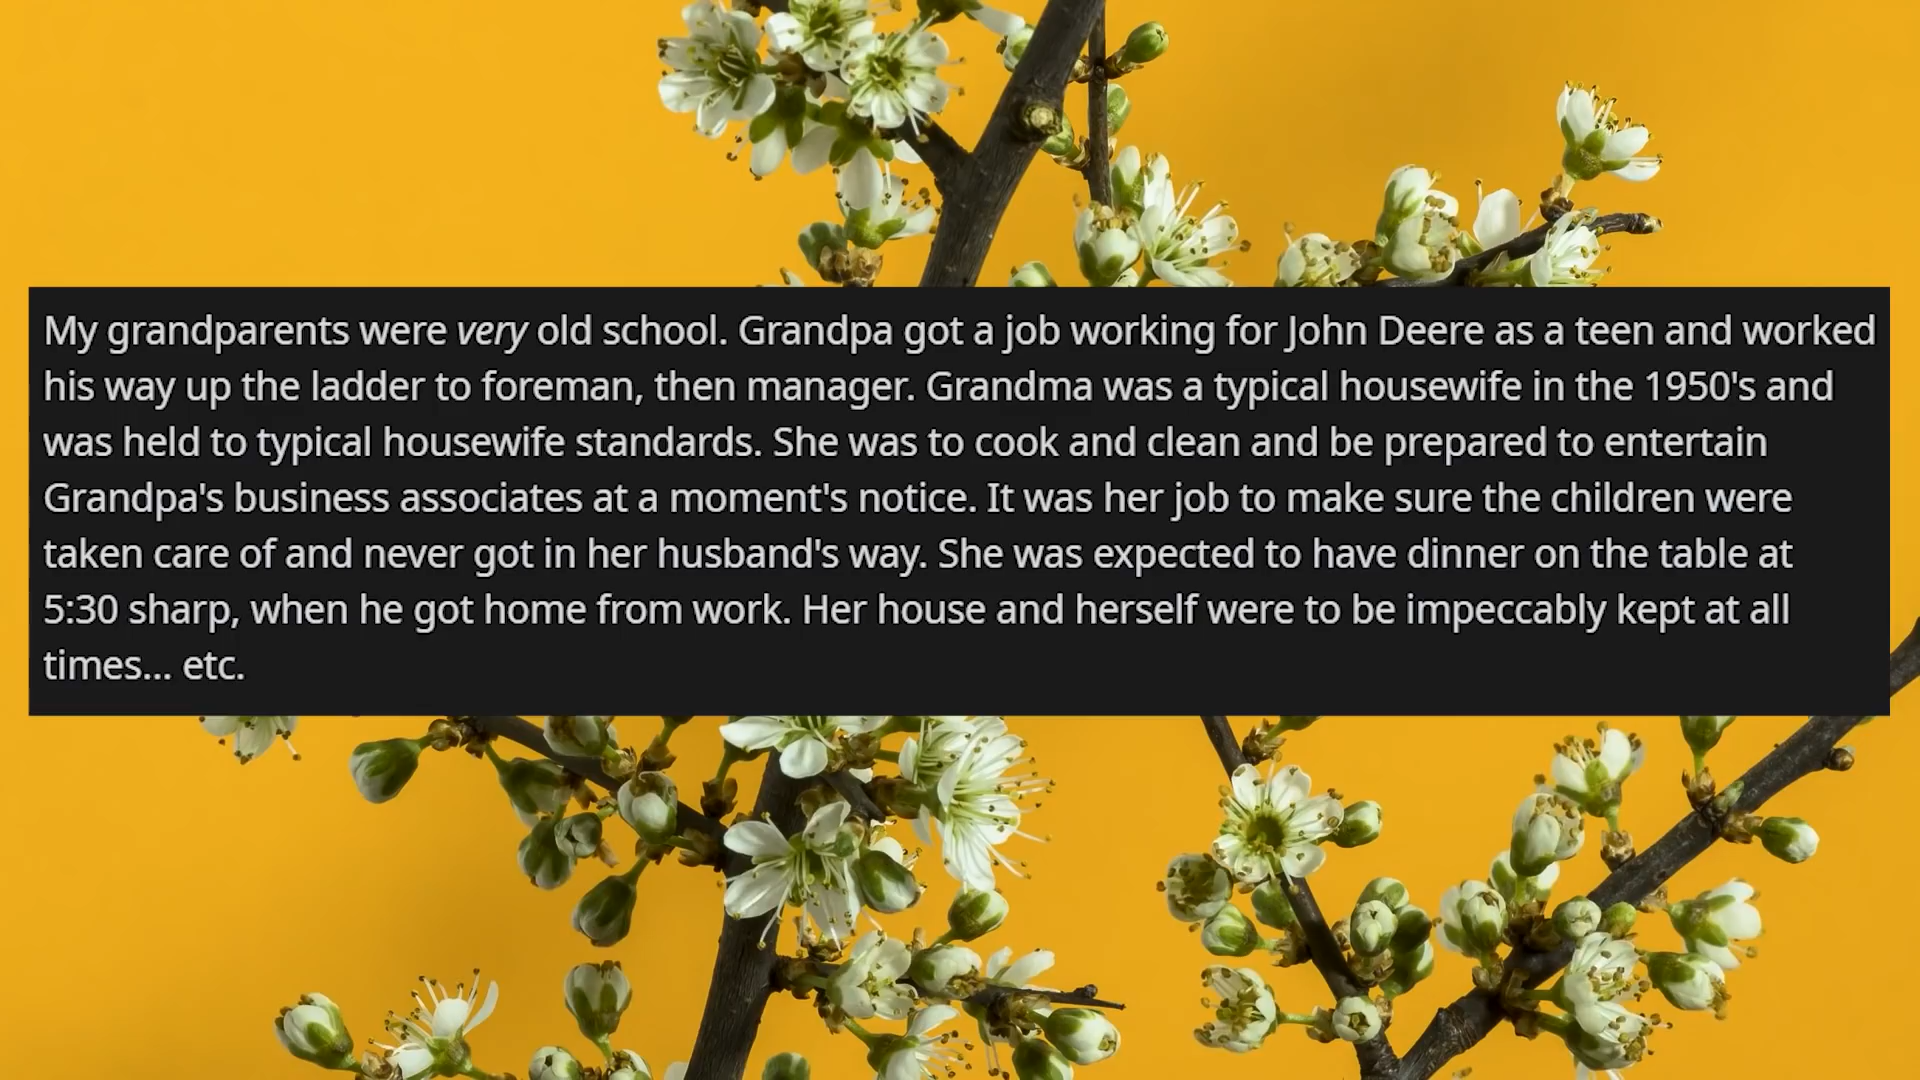 My grandparents were very old school. Grandpa got a job working for John Deere as a teen and worked
his way up the ladder to foreman, then manager. Grandma was a typical housewife in the 1950's and
was held to typical housewife standards. She was to cook and clean and be prepared to entertain
Grandpa's business associates at a moment's notice. It was her job to make sure the children were
taken care of and never got in her husband's way. She was expected to have dinner on the table at
5:30 sharp, when he got home from work. Her house and herself were to be impeccably kept at all
times... etc.